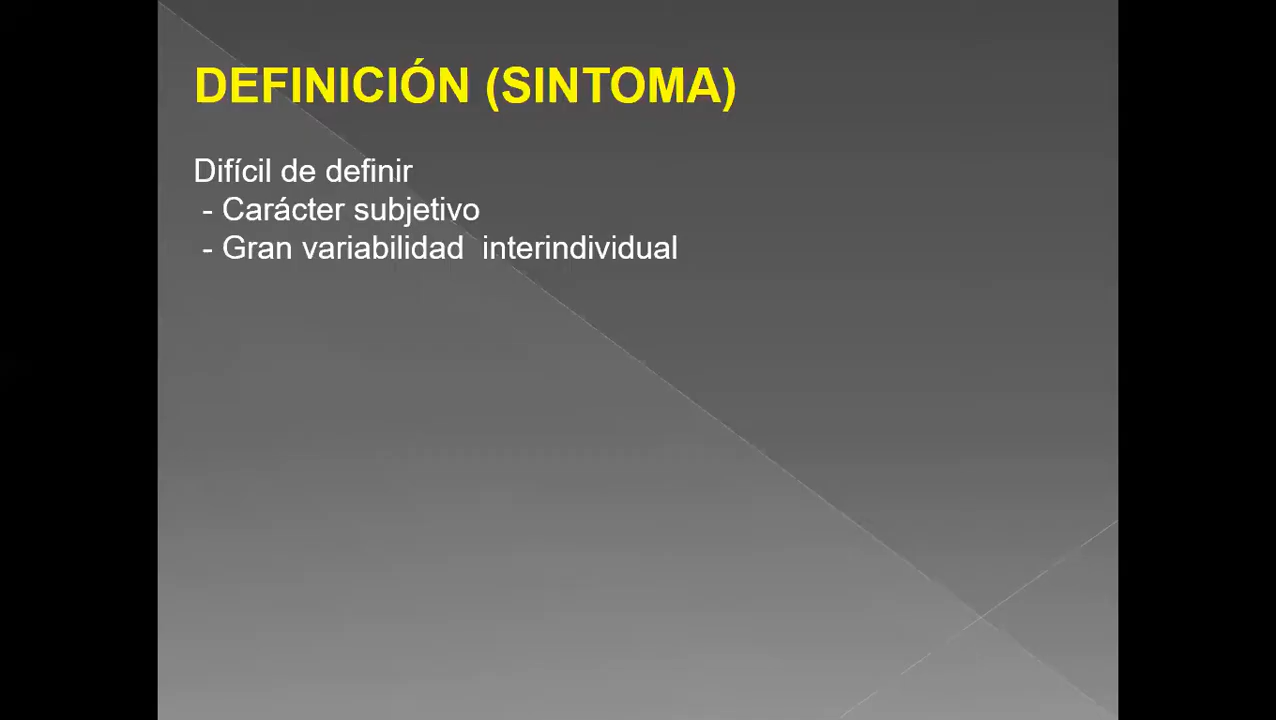 DEFINICIÓN (SINTOMA)
Difícil de definir
- Carácter subjetivo
- Gran variabilidad  interindividual